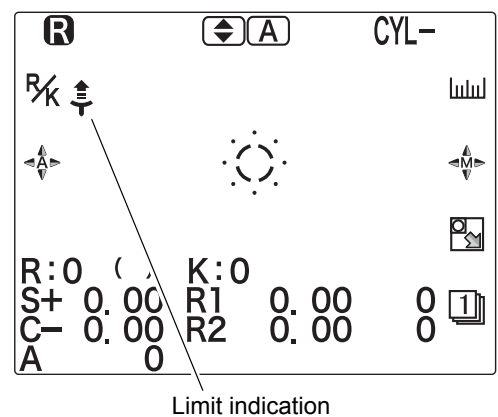 R A CYL−
R/K
A M
R:0 ( ) K:0
S+ 0.00 R1 0.00 0
C− 0.00 R2 0.00 0 1
A 0
Limit indication